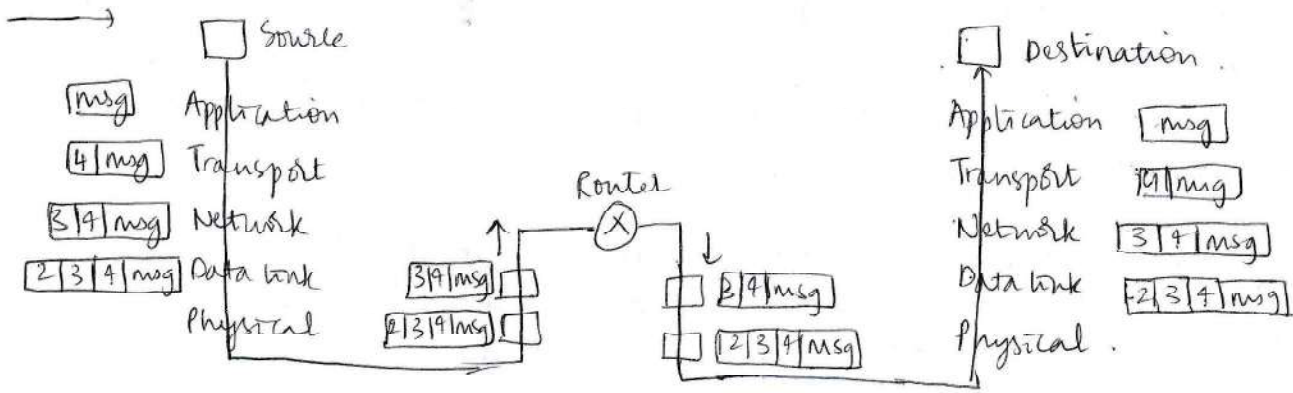 Source
Destination.
msg Application
Application msg
4 msg Transport
Transport 4 msg
Router
X
3 4 msg Network
Network 3 4 msg
2 3 4 msg Data link
3 4 msg
3 4 msg
Data link 2 3 4 msg
Physical
2 3 4 msg
2 3 4 msg
Physical.